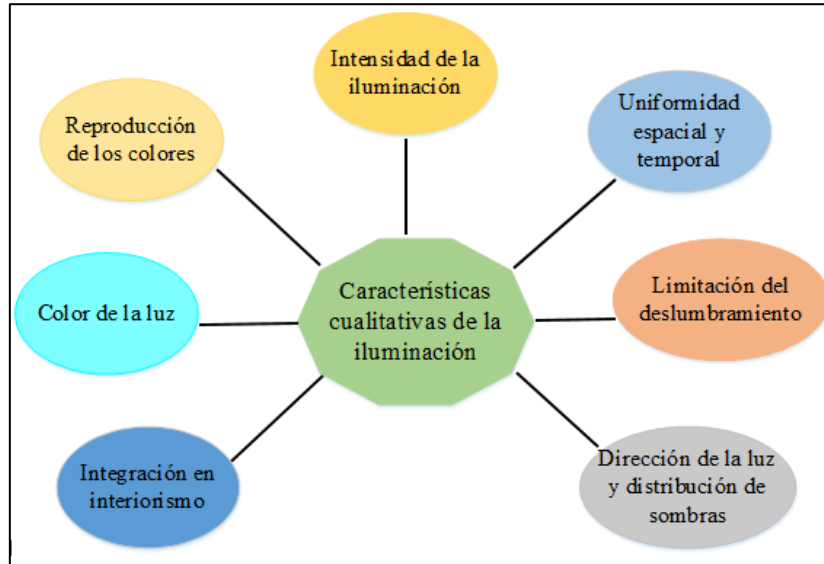 Intensidad de la
iluminación
Uniformidad
espacial y
temporal
Reproducción
de los colores
Limitación del
deslumbramiento
Características
cualitativas de la
iluminación
Color de la luz
Integración en
interiorismo
Dirección de la luz
y distribución de
sombras